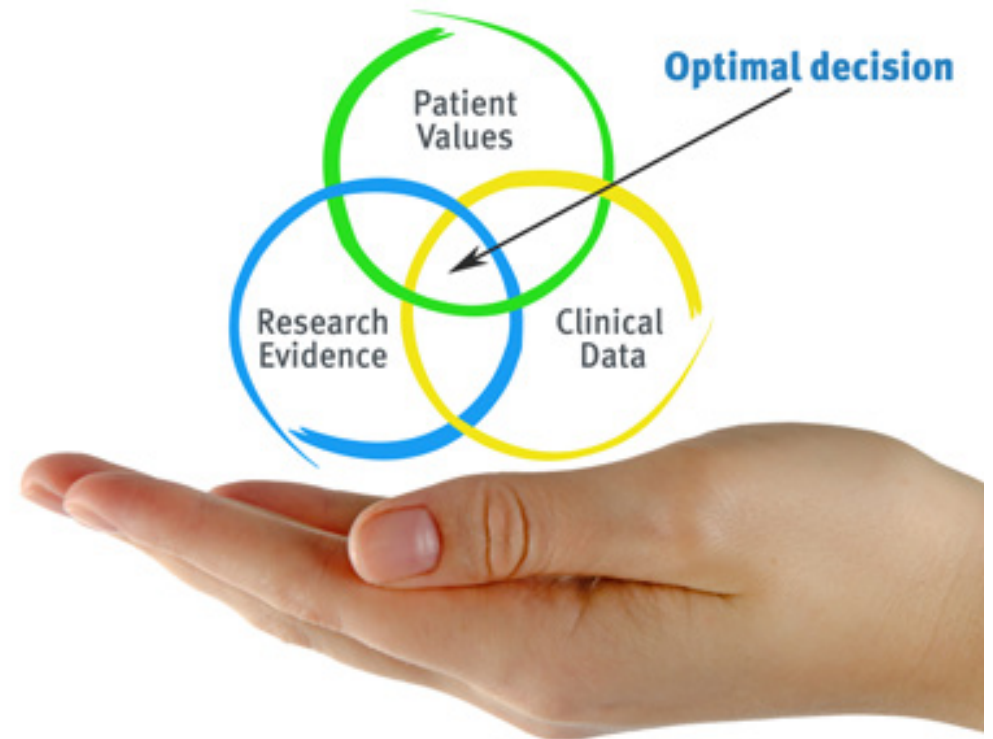 Optimal decision
Patient
Values
Research
Evidence
Clinical
Data